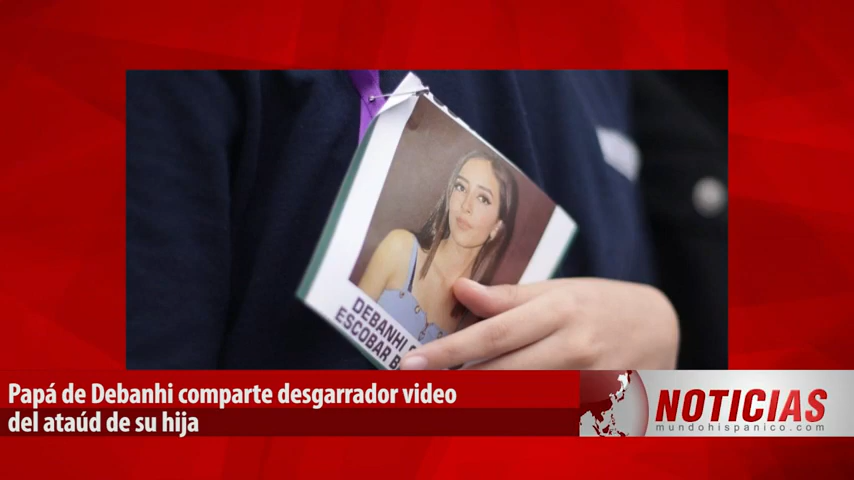 DEBANHI
ESCOBAR B
Papá de Debanhi comparte desgarrador video
del ataúd de su hija
NOTICIAS
mundohispanico.com